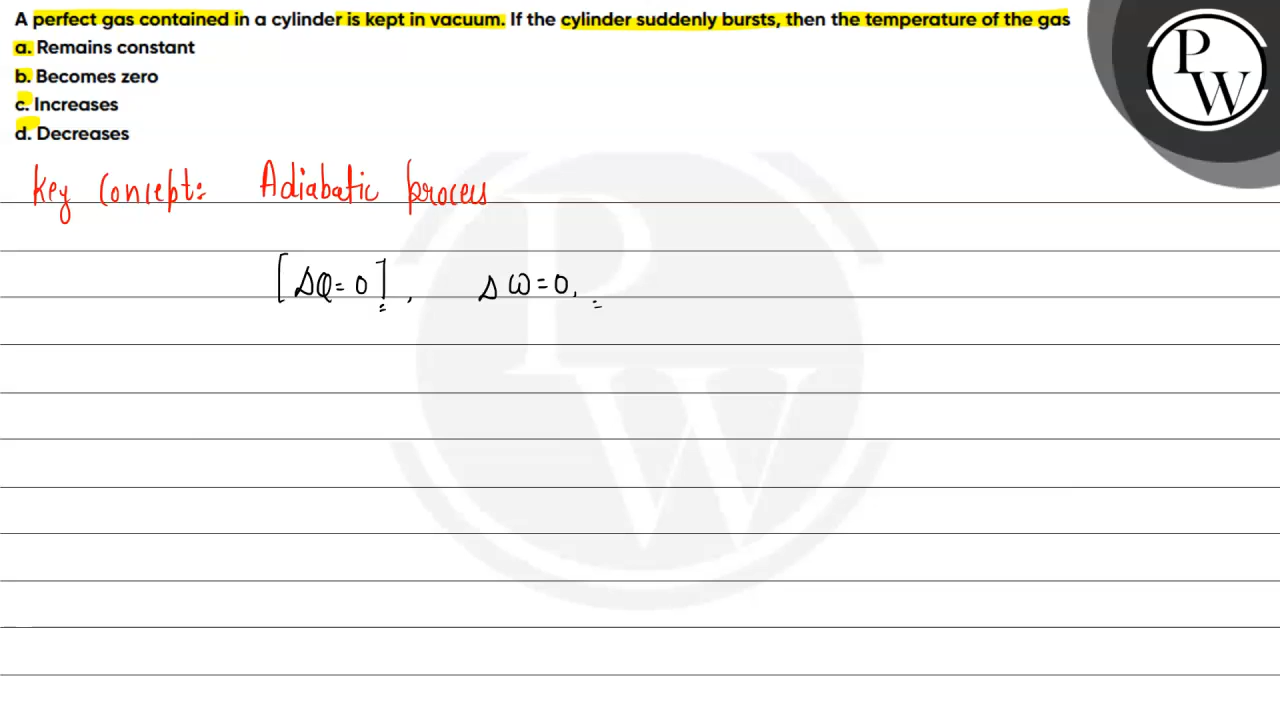 A perfect gas contained in a cylinder is kept in vacuum. If the cylinder suddenly bursts, then the temperature of the gas
a. Remains constant
b. Becomes zero
c. Increases
d. Decreases
Key Concept:- Adiabatic process
[ΔQ=0], ΔW=0,
P
W
P
W